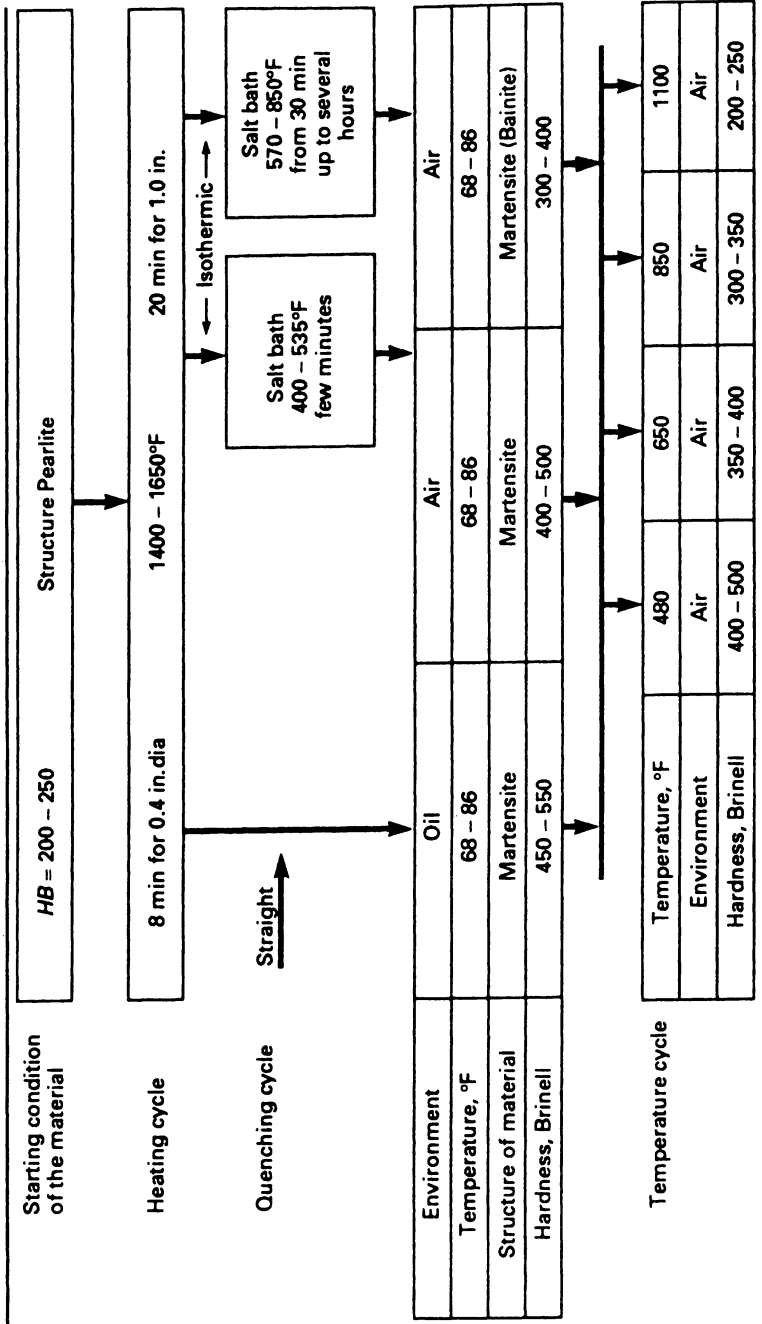 Starting condition
of the material
HB = 200 – 250
Structure Pearlite
Heating cycle
8 min for 0.4 in.dia
1400 – 1650°F
20 min for 1.0 in.
Quenching cycle
Straight
Isothermic
Salt bath
400 – 535°F
few minutes
Salt bath
570 – 850°F
from 30 min
up to several
hours
Environment Oil Air Air
Temperature, °F 68 – 86 68 – 86 68 – 86
Structure of material Martensite Martensite Martensite (Bainite)
Hardness, Brinell 450 – 550 400 – 500 300 – 400
Temperature cycle
Temperature, °F 480 650 850 1100
Environment Air Air Air Air
Hardness, Brinell 400 – 500 350 – 400 300 – 350 200 – 250